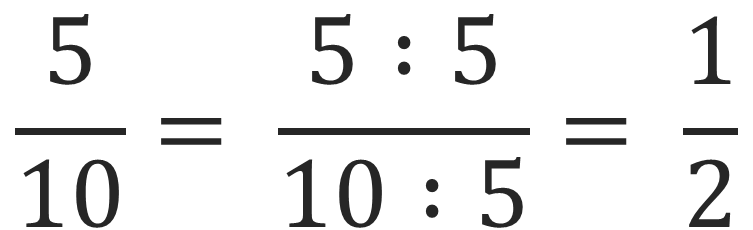 5/10 = (5 : 5)/(10 : 5) = 1/2